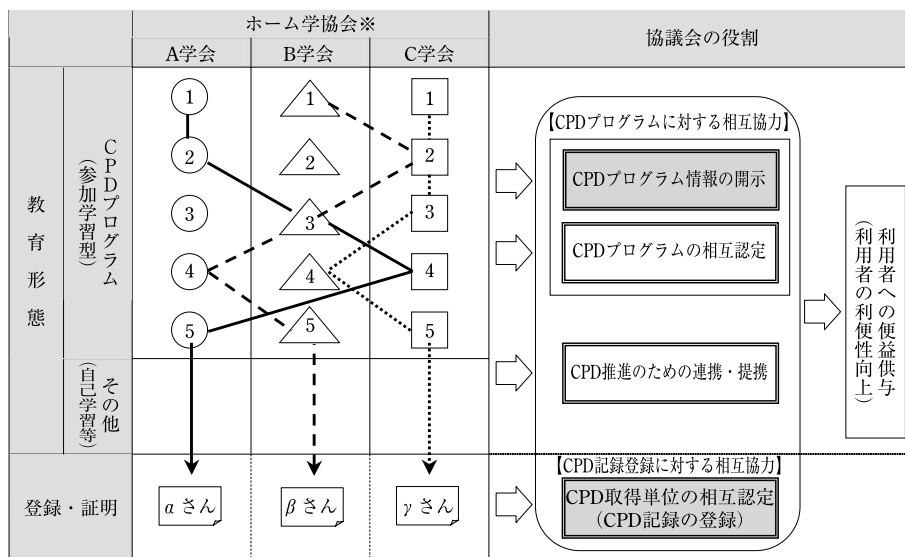 ホーム学協会※
協議会の役割
A学会
B学会
C学会
教育形態
CPDプログラム
(参加学習型)
その他
(自己学習等)
登録・証明
1
1
1
2
2
2
3
3
3
4
4
4
5
5
5
αさん
βさん
γさん
【CPDプログラムに対する相互協力】
CPDプログラム情報の開示
CPDプログラムの相互認定
CPD推進のための連携・提携
【CPD記録登録に対する相互協力】
CPD取得単位の相互認定
(CPD記録の登録)
利用者への便益供与
(利用者の利便性向上)